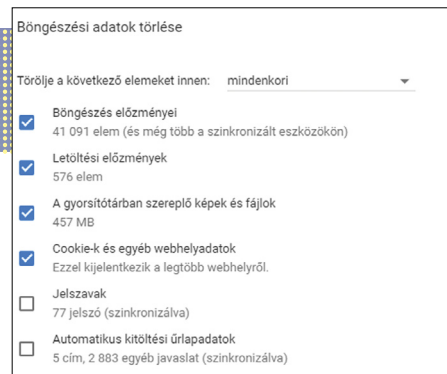 Böngészési adatok törlése
Törölje a következő elemeket innen: mindenkori
Böngészés előzményei
41 091 elem (és még több a szinkronizált eszközökön)
Letöltési előzmények
576 elem
A gyorsítótárban szereplő képek és fájlok
457 MB
Cookie-k és egyéb webhelyadatok
Ezzel kijelentkezik a legtöbb webhelyről.
Jelszavak
77 jelszó (szinkronizálva)
Automatikus kitöltési űrlapadatok
5 cím, 2 883 egyéb javaslat (szinkronizálva)